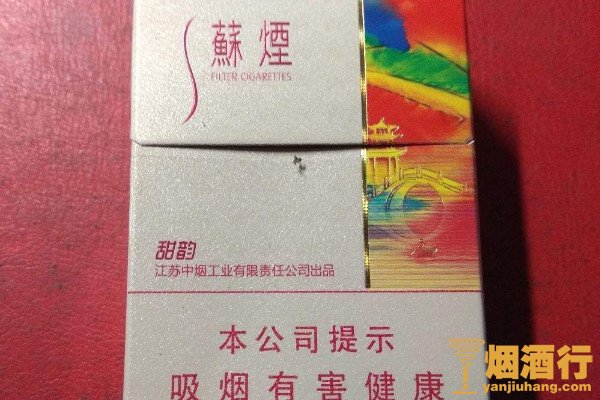 蘇煙
FILTER CIGARETTES
甜韵
江苏中烟工业有限责任公司出品
本公司提示
吸烟有害健康
烟酒行
yanjiuhang.com